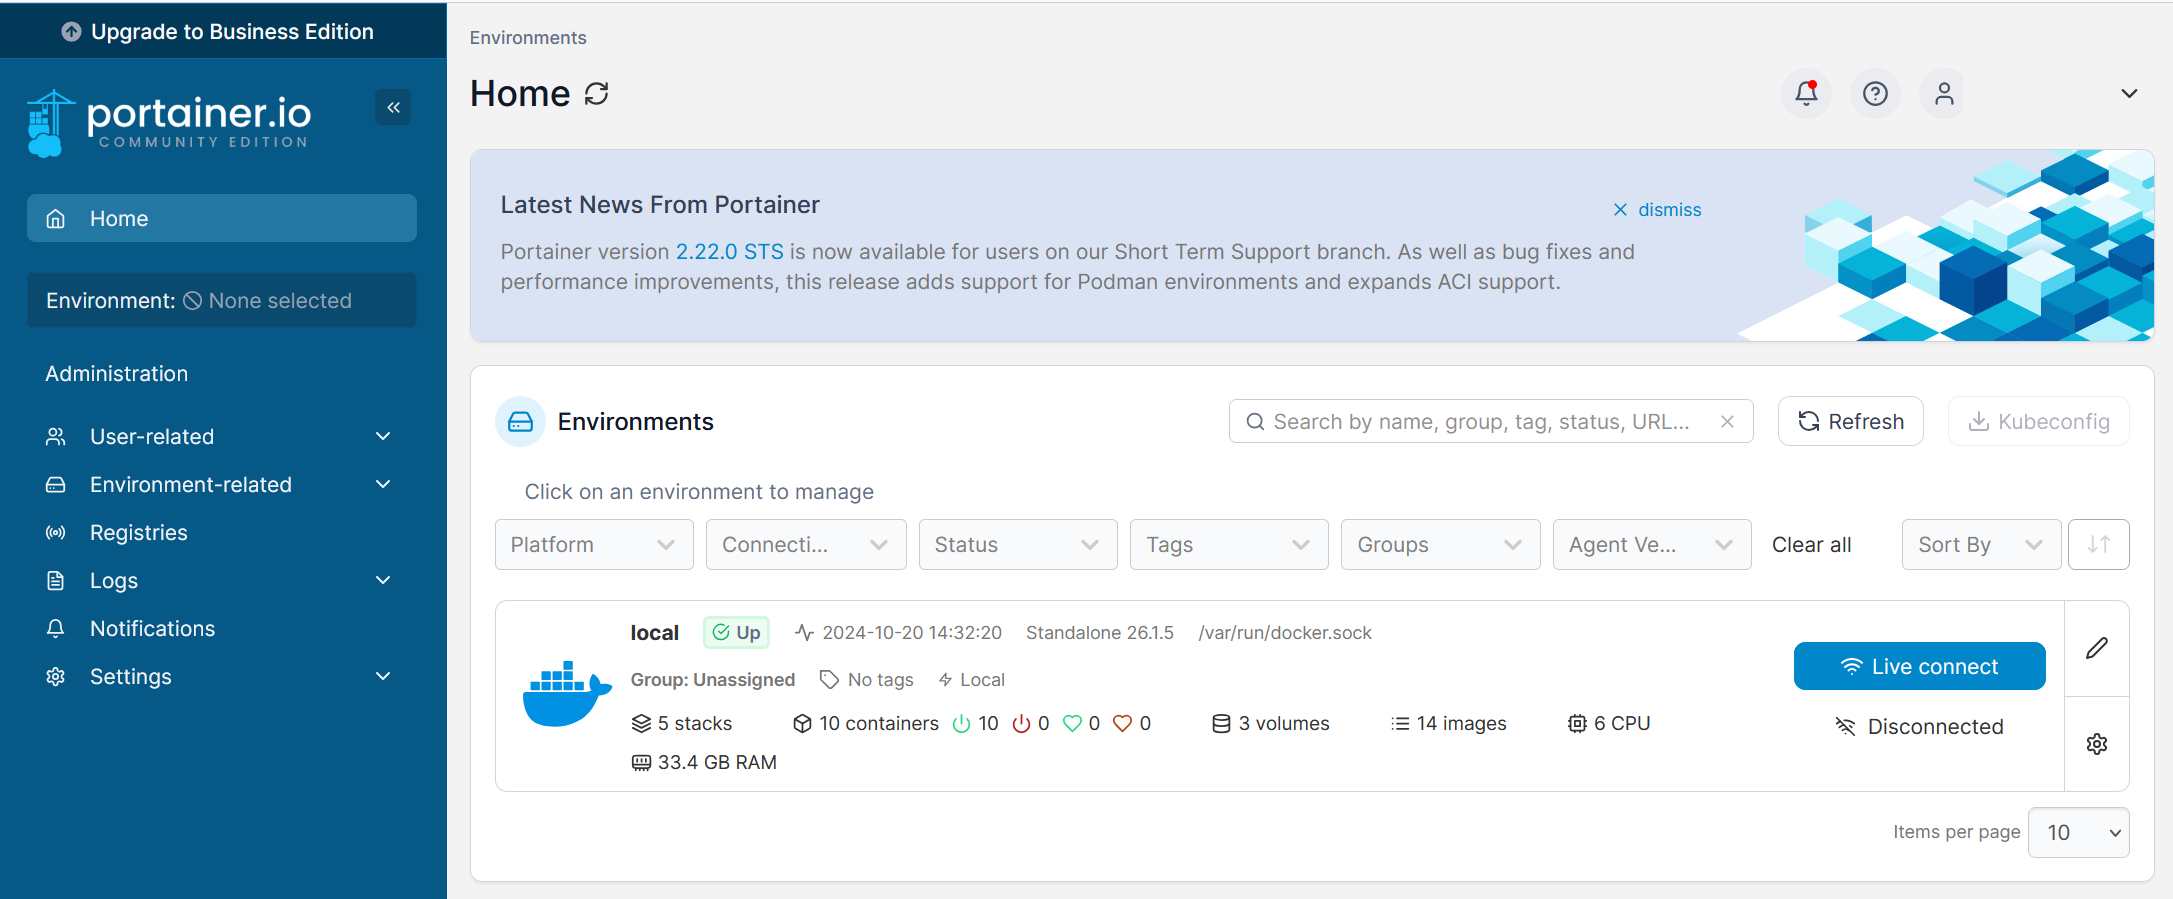 Upgrade to Business Edition
portainer.io
COMMUNITY EDITION
Home
Environment: None selected
Administration
User-related
Environment-related
Registries
Logs
Notifications
Settings
Environments
Home
Latest News From Portainer
dismiss
Portainer version 2.22.0 STS is now available for users on our Short Term Support branch. As well as bug fixes and
performance improvements, this release adds support for Podman environments and expands ACI support.
Environments
Search by name, group, tag, status, URL...
Refresh
Kubeconfig
Click on an environment to manage
Platform
Connecti...
Status
Tags
Groups
Agent Ve...
Clear all
Sort By
local Up 2024-10-20 14:32:20 Standalone 26.1.5 /var/run/docker.sock
Group: Unassigned No tags Local
5 stacks 10 containers 10 0 0 0 3 volumes 14 images 6 CPU
33.4 GB RAM
Live connect
Disconnected
Items per page 10